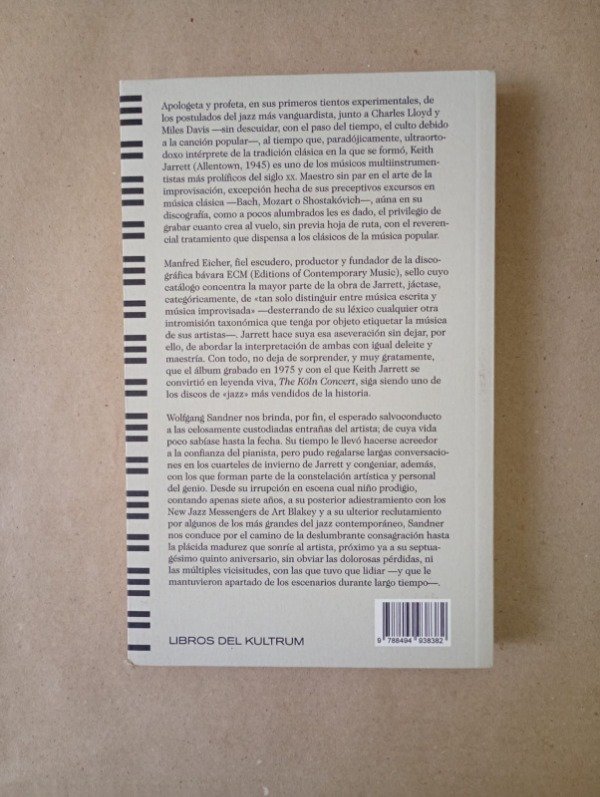 Apologeta y profeta, en sus primeros tientos experimentales, de
los postulados del jazz más vanguardista, junto a Charles Lloyd y
Miles Davis —sin descuidar, con el paso del tiempo, el culto debido
a la canción popular—, al tiempo que, paradójicamente, ultraorto-
doxo intérprete de la tradición clásica en la que se formó, Keith
Jarrett (Allentown, 1945) es uno de los músicos multiinstrumen-
tistas más prolíficos del siglo XX. Maestro sin par en el arte de la
improvisación, excepción hecha de sus preceptivos excursos en
música clásica —Bach, Mozart o Shostakóvich—, aúna en su
discografía, como a pocos alumbrados les es dado, el privilegio de
grabar cuanto crea al vuelo, sin previa hoja de ruta, con el reveren-
cial tratamiento que dispensa a los clásicos de la música popular.
Manfred Eicher, fiel escudero, productor y fundador de la disco-
gráfica bávara ECM (Editions of Contemporary Music), sello cuyo
catálogo concentra la mayor parte de la obra de Jarrett, jáctase,
categóricamente, de «tan solo distinguir entre música escrita y
música improvisada» —desterrando de su léxico cualquier otra
intromisión taxonómica que tenga por objeto etiquetar la música
de sus artistas—. Jarrett hace suya esa aseveración sin dejar, por
ello, de abordar la interpretación de ambas con igual deleite y
maestría. Con todo, no deja de sorprender, y muy gratamente,
que el álbum grabado en 1975 y con el que Keith Jarrett se
convirtió en leyenda viva, The Köln Concert, siga siendo uno de
los discos de «jazz» más vendidos de la historia.
Wolfgang Sandner nos brinda, por fin, el esperado salvoconducto
a las celosamente custodiadas entrañas del artista; de cuya vida
poco sabíase hasta la fecha. Su tiempo le llevó hacerse acreedor
a la confianza del pianista, pero pudo regalarse largas conversacio-
nes en los cuarteles de invierno de Jarrett y congeniar, además,
con los que forman parte de la constelación artística y personal
del genio. Desde su irrupción en escena cual niño prodigio,
contando apenas siete años, a su posterior adiestramiento con los
New Jazz Messengers de Art Blakey y a su ulterior reclutamiento
por algunos de los más grandes del jazz contemporáneo, Sandner
nos conduce por el camino de la deslumbrante consagración hasta
la plácida madurez que sonríe al artista, próximo ya a su septua-
gésimo quinto aniversario, sin obviar las dolorosas pérdidas, ni
las múltiples vicisitudes, con las que tuvo que lidiar —y que le
mantuvieron apartado de los escenarios durante largo tiempo—.
LIBROS DEL KULTRUM
9 788494 938382